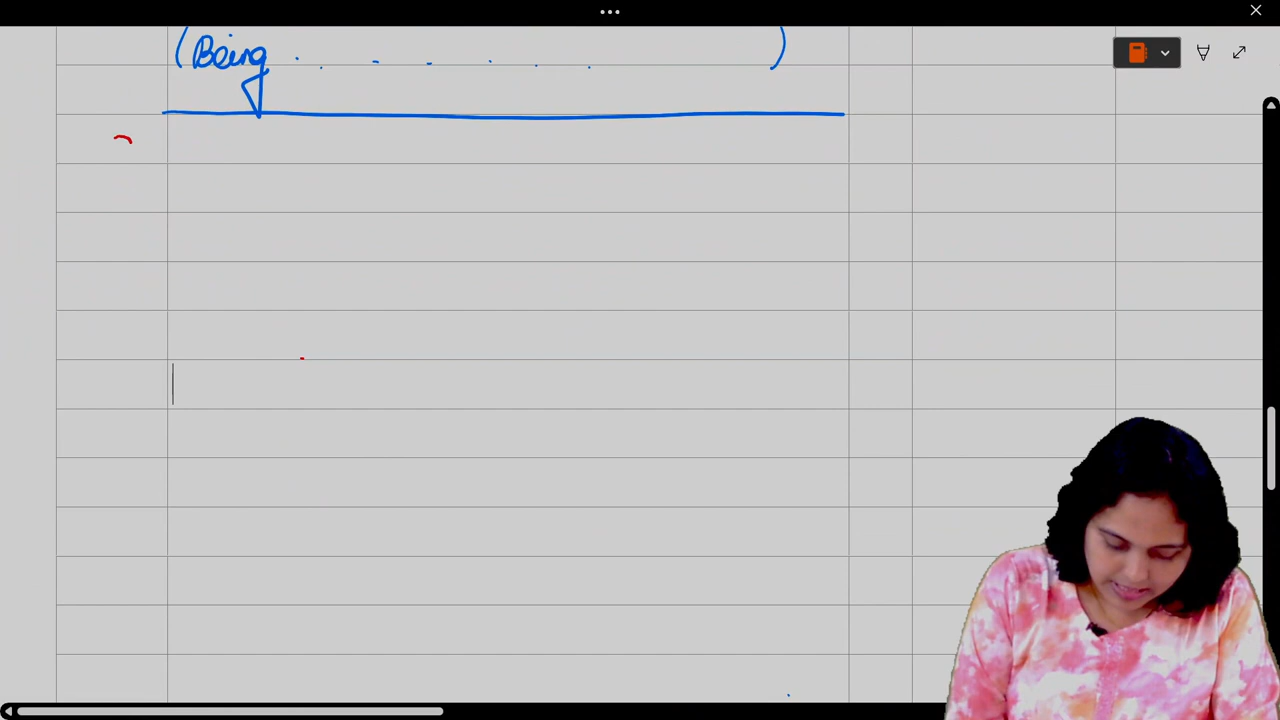 (Being . . - - . . . )